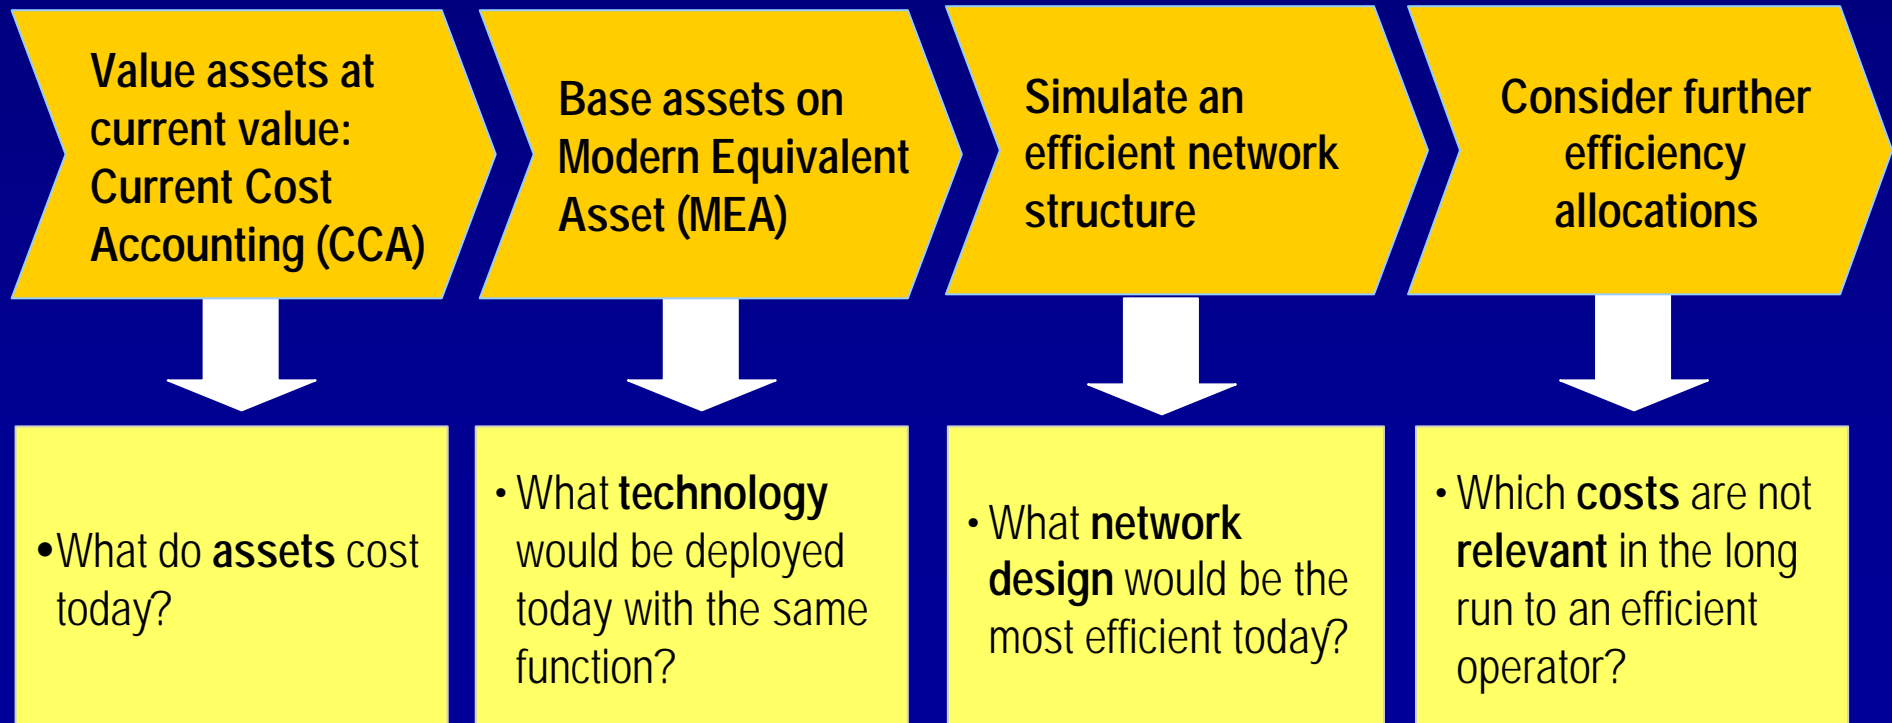 Value assets at
current value:
Current Cost
Accounting (CCA)
Base assets on
Modern Equivalent
Asset (MEA)
Simulate an
efficient network
structure
Consider further
efficiency
allocations
•What do assets cost
today?
• What technology
would be deployed
today with the same
function?
• What network
design would be the
most efficient today?
• Which costs are not
relevant in the long
run to an efficient
operator?